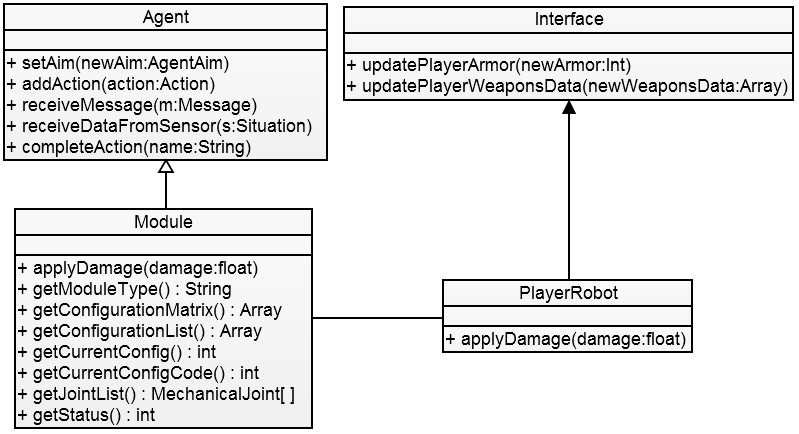 Agent
+ setAim(newAim:AgentAim)
+ addAction(action:Action)
+ receiveMessage(m:Message)
+ receiveDataFromSensor(s:Situation)
+ completeAction(name:String)
Interface
+ updatePlayerArmor(newArmor:Int)
+ updatePlayerWeaponsData(newWeaponsData:Array)
Module
+ applyDamage(damage:float)
+ getModuleType() : String
+ getConfigurationMatrix() : Array
+ getConfigurationList() : Array
+ getCurrentConfig() : int
+ getCurrentConfigCode() : int
+ getJointList() : MechanicalJoint[ ]
+ getStatus() : int
PlayerRobot
+ applyDamage(damage:float)